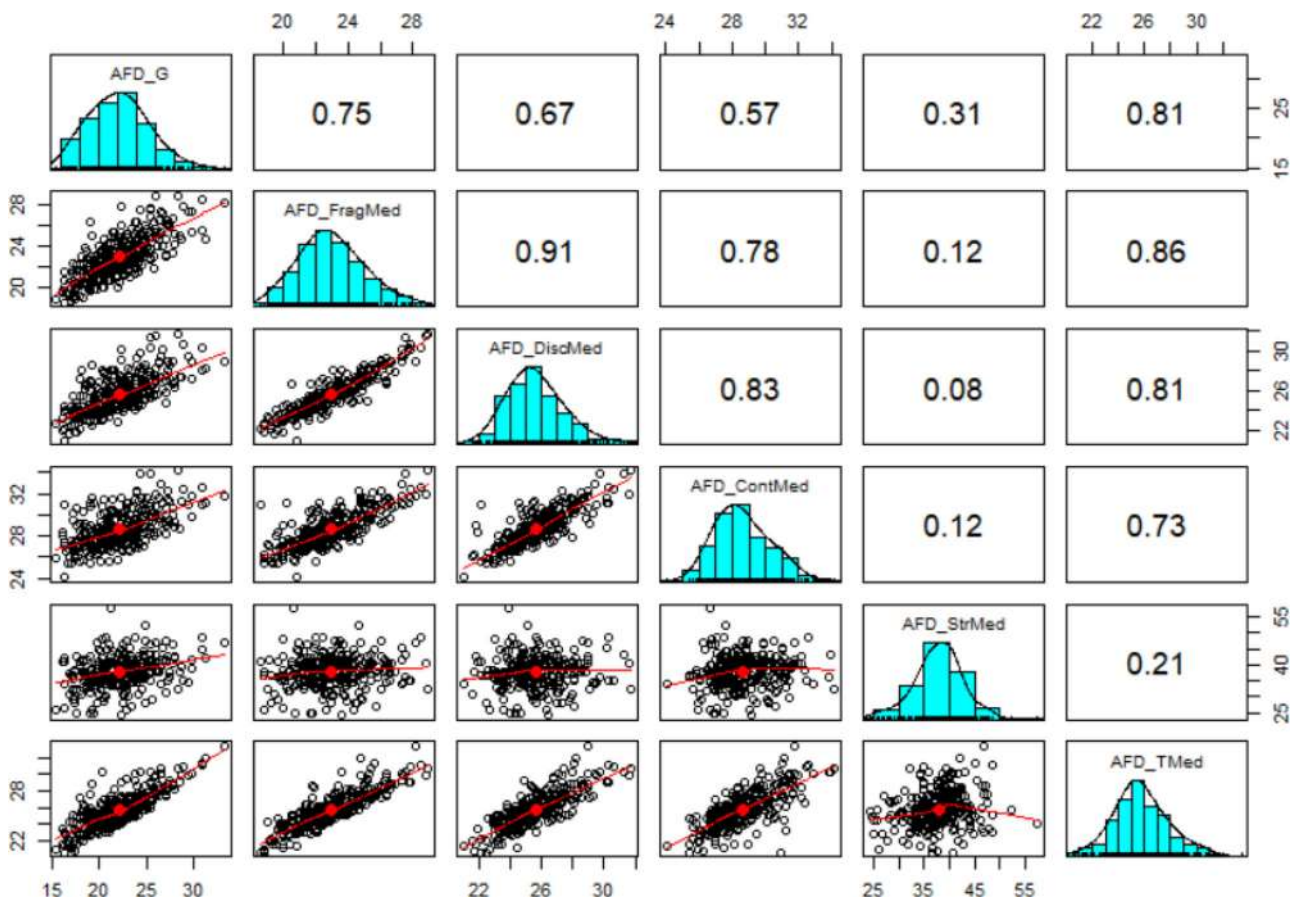 20 24 28
24 28 32
22 26 30
AFD_G
0.75
0.67
0.57
0.31
0.81
15 25
20 24 28
AFD_FragMed
0.91
0.78
0.12
0.86
AFD_DiscMed
0.83
0.08
0.81
22 26 30
24 28 32
AFD_ContMed
0.12
0.73
AFD_StrMed
0.21
25 40 55
22 28
AFD_TMed
15 20 25 30
22 26 30
25 35 45 55